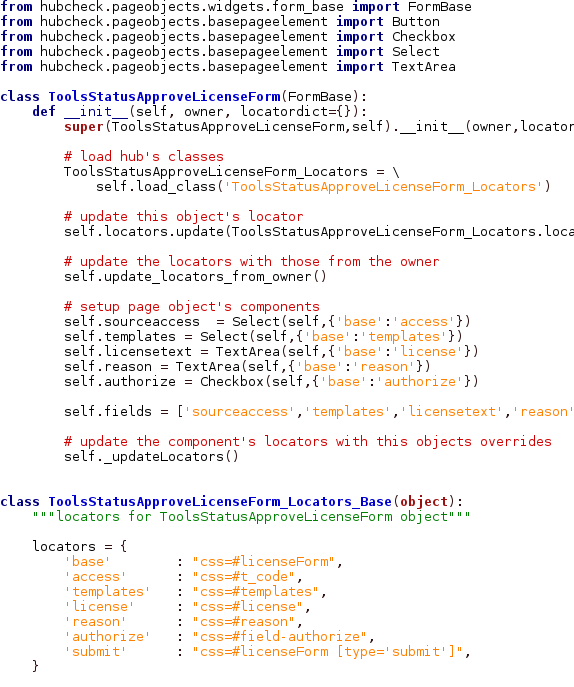 from hubcheck.pageobjects.widgets.form_base import FormBase
from hubcheck.pageobjects.basepageelement import Button
from hubcheck.pageobjects.basepageelement import Checkbox
from hubcheck.pageobjects.basepageelement import Select
from hubcheck.pageobjects.basepageelement import TextArea

class ToolsStatusApproveLicenseForm(FormBase):
    def __init__(self, owner, locatordict={}):
        super(ToolsStatusApproveLicenseForm,self).__init__(owner,locator

        # load hub's classes
        ToolsStatusApproveLicenseForm_Locators = \
            self.load_class('ToolsStatusApproveLicenseForm_Locators')

        # update this object's locator
        self.locators.update(ToolsStatusApproveLicenseForm_Locators.loca

        # update the locators with those from the owner
        self.update_locators_from_owner()

        # setup page object's components
        self.sourceaccess  = Select(self,{'base':'access'})
        self.templates = Select(self,{'base':'templates'})
        self.licensetext = TextArea(self,{'base':'license'})
        self.reason = TextArea(self,{'base':'reason'})
        self.authorize = Checkbox(self,{'base':'authorize'})

        self.fields = ['sourceaccess','templates','licensetext','reason'

        # update the component's locators with this objects overrides
        self._updateLocators()


class ToolsStatusApproveLicenseForm_Locators_Base(object):
    """locators for ToolsStatusApproveLicenseForm object"""

    locators = {
        'base'        : "css=#licenseForm",
        'access'      : "css=#t_code",
        'templates'   : "css=#templates",
        'license'     : "css=#license",
        'reason'      : "css=#reason",
        'authorize'   : "css=#field-authorize",
        'submit'      : "css=#licenseForm [type='submit']",
    }